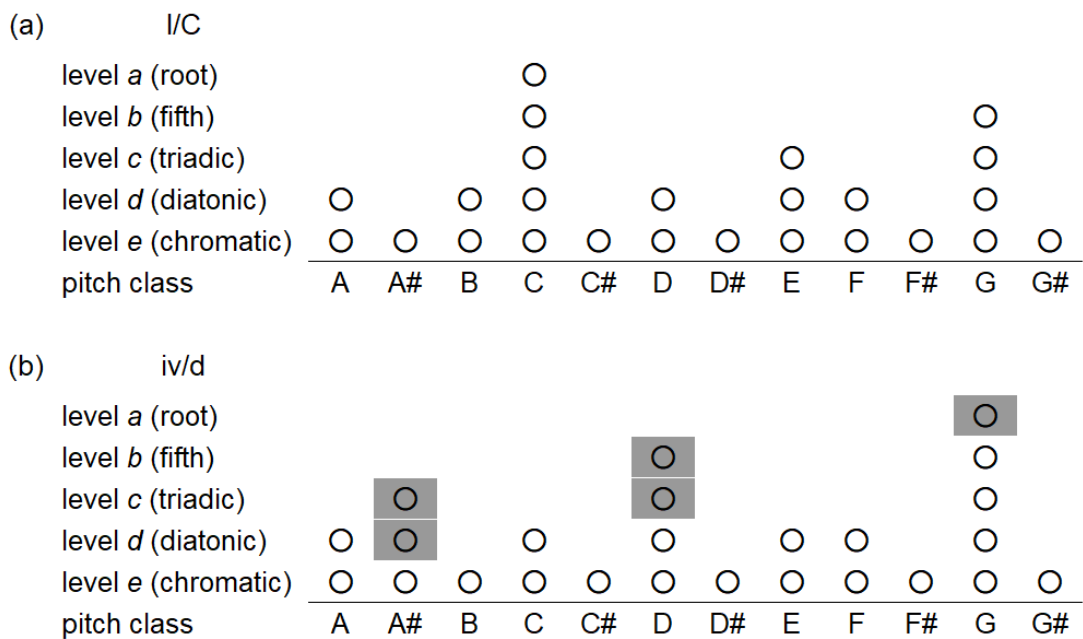 (a) I/C
level a (root)
level b (fifth)
level c (triadic)
level d (diatonic)
level e (chromatic)
pitch class A A# B C C# D D# E F F# G G#
(b) iv/d
level a (root)
level b (fifth)
level c (triadic)
level d (diatonic)
level e (chromatic)
pitch class A A# B C C# D D# E F F# G G#